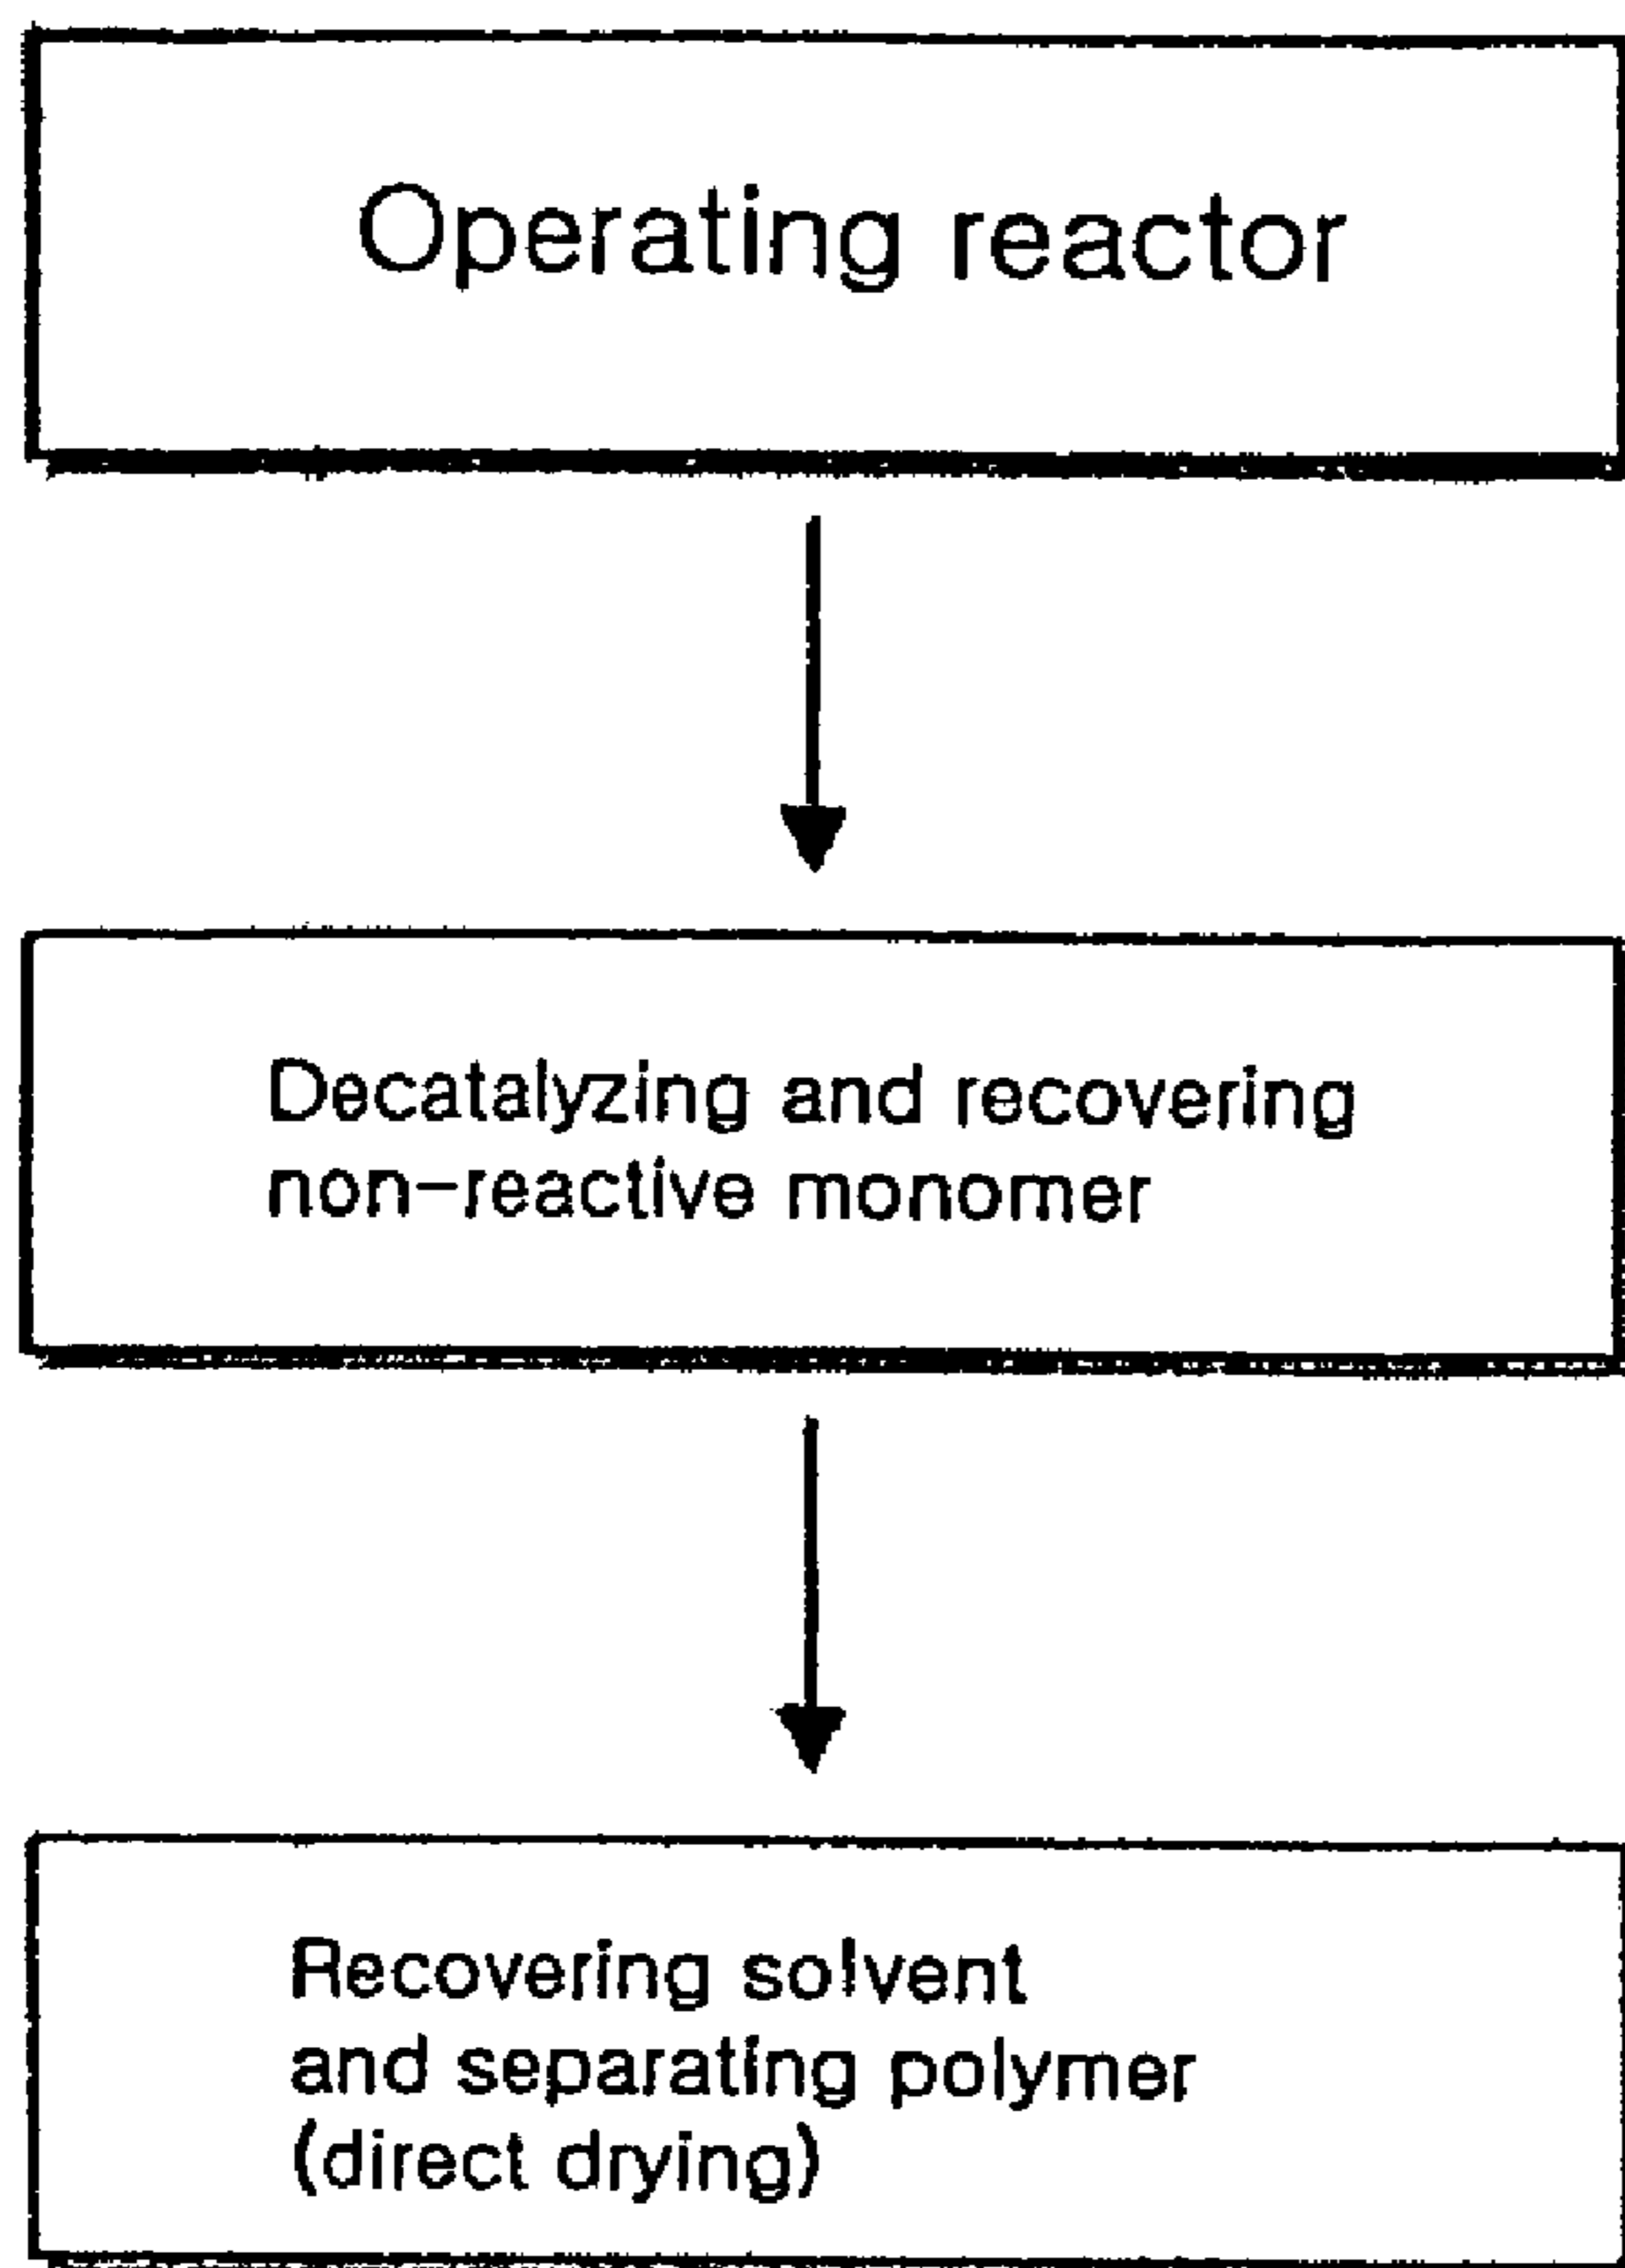 Operating reactor
Decatalyzing and recovering
non-reactive monomer
Recovering solvent
and separating polymer
(direct drying)